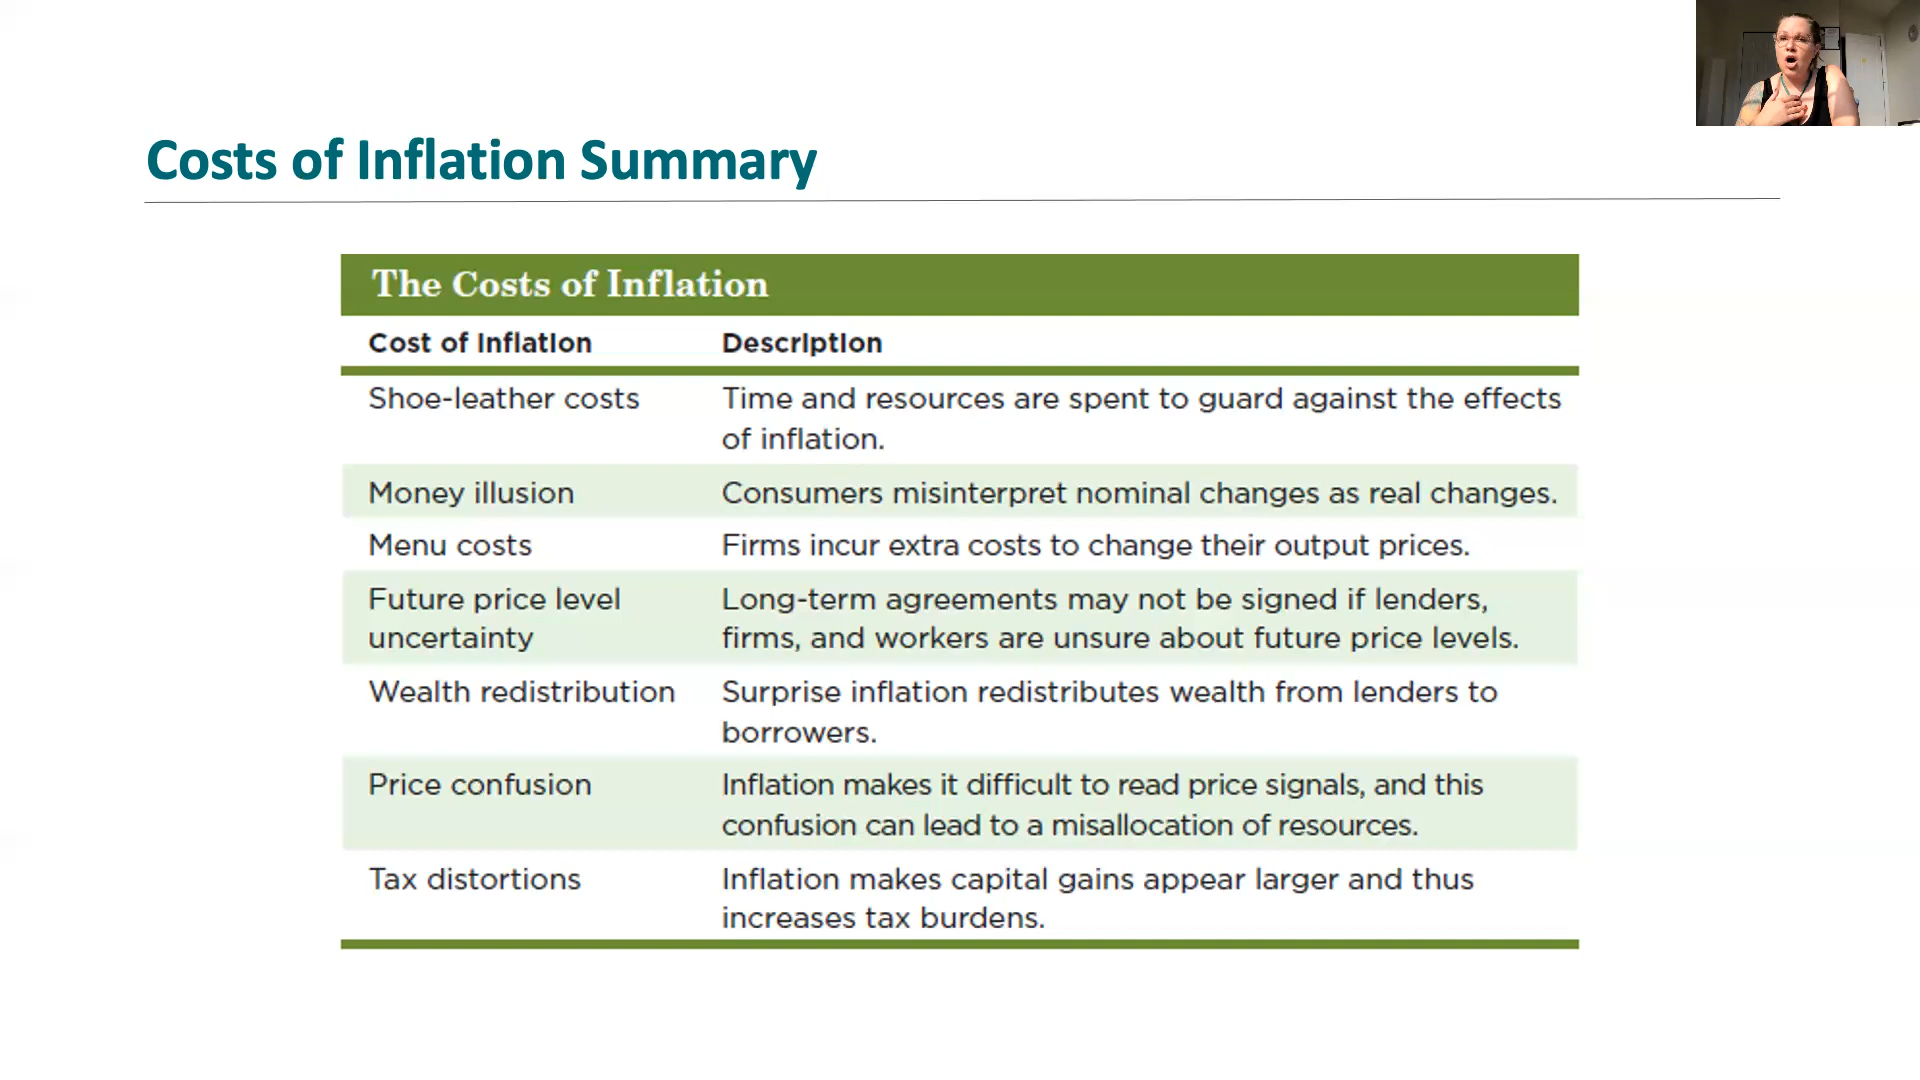 Costs of Inflation Summary
The Costs of Inflation
Cost of Inflation Description
Shoe-leather costs Time and resources are spent to guard against the effects
of inflation.
Money illusion Consumers misinterpret nominal changes as real changes.
Menu costs Firms incur extra costs to change their output prices.
Future price level Long-term agreements may not be signed if lenders,
uncertainty firms, and workers are unsure about future price levels.
Wealth redistribution Surprise inflation redistributes wealth from lenders to
borrowers.
Price confusion Inflation makes it difficult to read price signals, and this
confusion can lead to a misallocation of resources.
Tax distortions Inflation makes capital gains appear larger and thus
increases tax burdens.